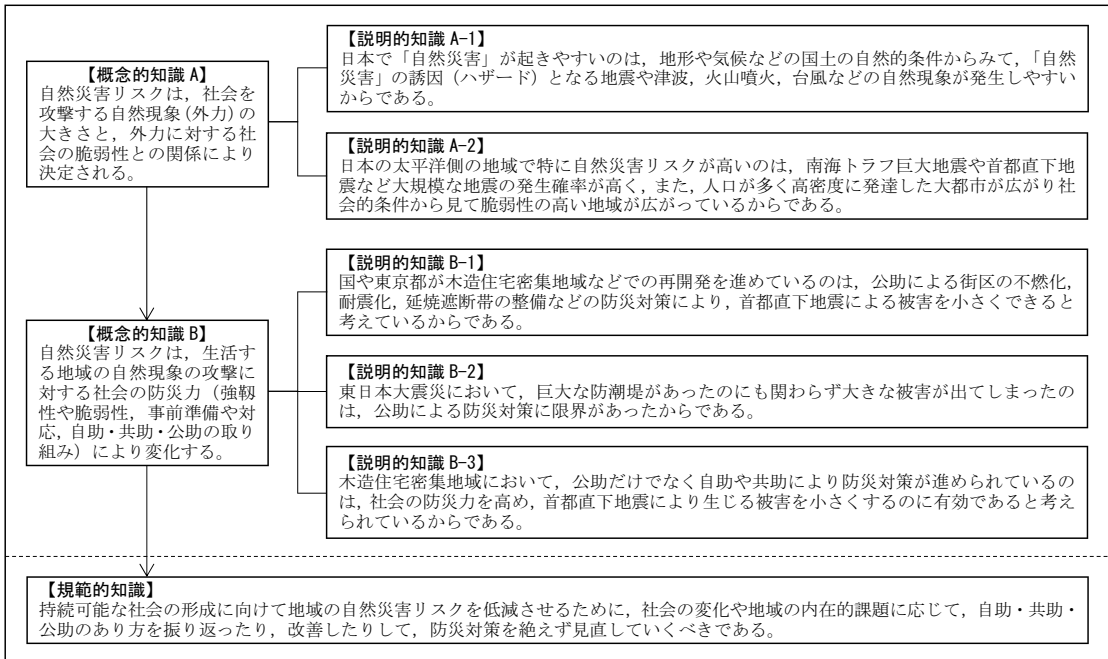 【概念的知識 A】
自然災害リスクは，社会を
攻撃する自然現象（外力）の
大きさと，外力に対する社
会の脆弱性との関係により
決定される。
【説明的知識 A-1】
日本で「自然災害」が起きやすいのは，地形や気候などの国土の自然的条件からみて，「自然
災害」の誘因（ハザード）となる地震や津波，火山噴火，台風などの自然現象が発生しやすい
からである。
【説明的知識 A-2】
日本の太平洋側の地域で特に自然災害リスクが高いのは，南海トラフ巨大地震や首都直下地
震など大規模な地震の発生確率が高く，また，人口が多く高密度に発達した大都市が広がり社
会的条件から見て脆弱性の高い地域が広がっているからである。
【概念的知識 B】
自然災害リスクは，生活す
る地域の自然現象の攻撃に
対する社会の防災力（強靱
性や脆弱性，事前準備や対
応，自助・共助・公助の取り
組み）により変化する。
【説明的知識 B-1】
国や東京都が木造住宅密集地域などでの再開発を進めているのは，公助による街区の不燃化，
耐震化，延焼遮断帯の整備などの防災対策により，首都直下地震による被害を小さくできると
考えているからである。
【説明的知識 B-2】
東日本大震災において，巨大な防潮堤があったのにも関わらず大きな被害が出てしまったの
は，公助による防災対策に限界があったからである。
【説明的知識 B-3】
木造住宅密集地域において，公助だけでなく自助や共助により防災対策が進められているの
は，社会の防災力を高め，首都直下地震により生じる被害を小さくするのに有効であると考え
られているからである。
【規範的知識】
持続可能な社会の形成に向けて地域の自然災害リスクを低減させるために，社会の変化や地域の内在的課題に応じて，自助・共助・
公助のあり方を振り返ったり，改善したりして，防災対策を絶えず見直していくべきである。